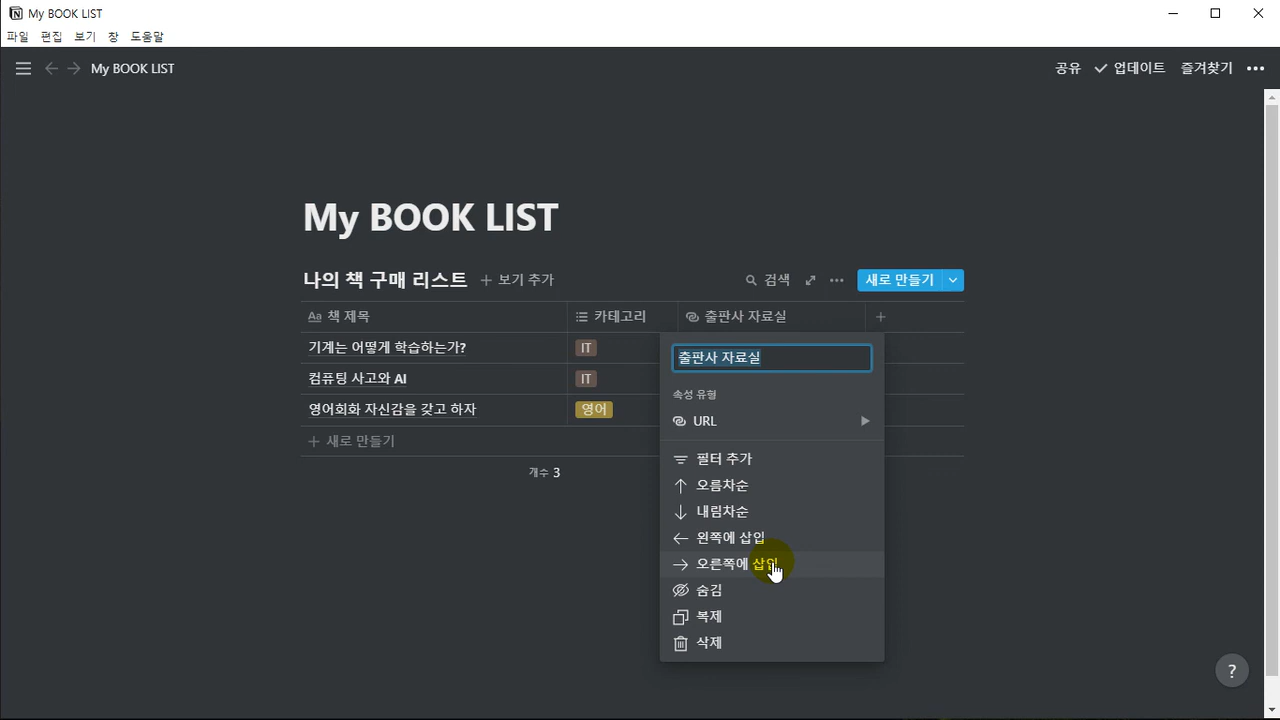 My BOOK LIST
파일 편집 보기 창 도움말
My BOOK LIST 공유 업데이트 즐겨찾기
My BOOK LIST
나의 책 구매 리스트 + 보기 추가 검색 새로 만들기
Aa 책 제목 카테고리 출판사 자료실 +
기계는 어떻게 학습하는가? IT
컴퓨팅 사고와 AI IT
영어회화 자신감을 갖고 하자 영어
+ 새로 만들기
개수 3
출판사 자료실
속성 유형
URL
필터 추가
오름차순
내림차순
왼쪽에 삽입
오른쪽에 삽입
숨김
복제
삭제
?